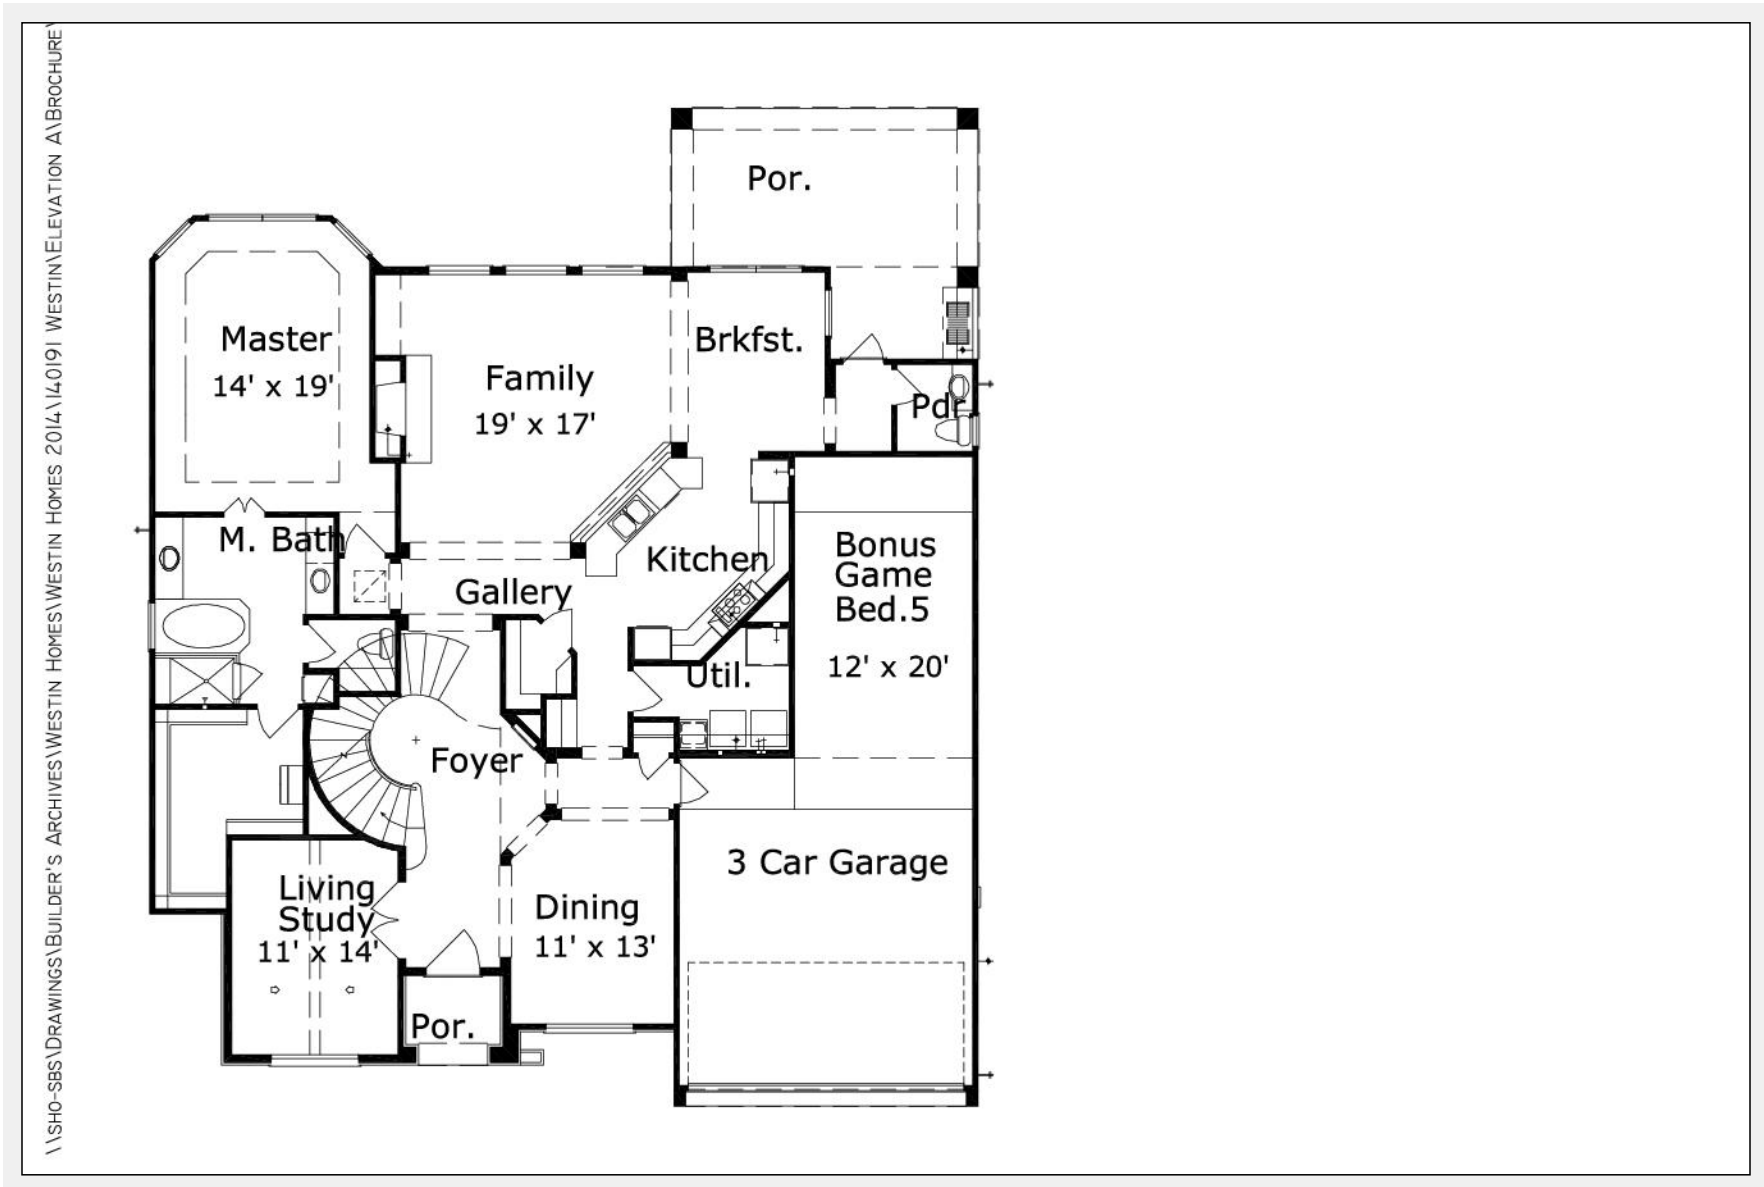 \\SHO-SBS\DRAWINGS\BUILDER'S ARCHIVES\WESTIN HOMES\WESTIN HOMES 2014\140191 WESTIN\ELEVATION A\BROCHURE\
Por.
Master
14' x 19'
Family
19' x 17'
Brkfst.
Pdr.
M. Bath
Gallery
Kitchen
Bonus
Game
Bed.5
12' x 20'
Util.
Foyer
3 Car Garage
Living
Study
11' x 14'
Dining
11' x 13'
Por.